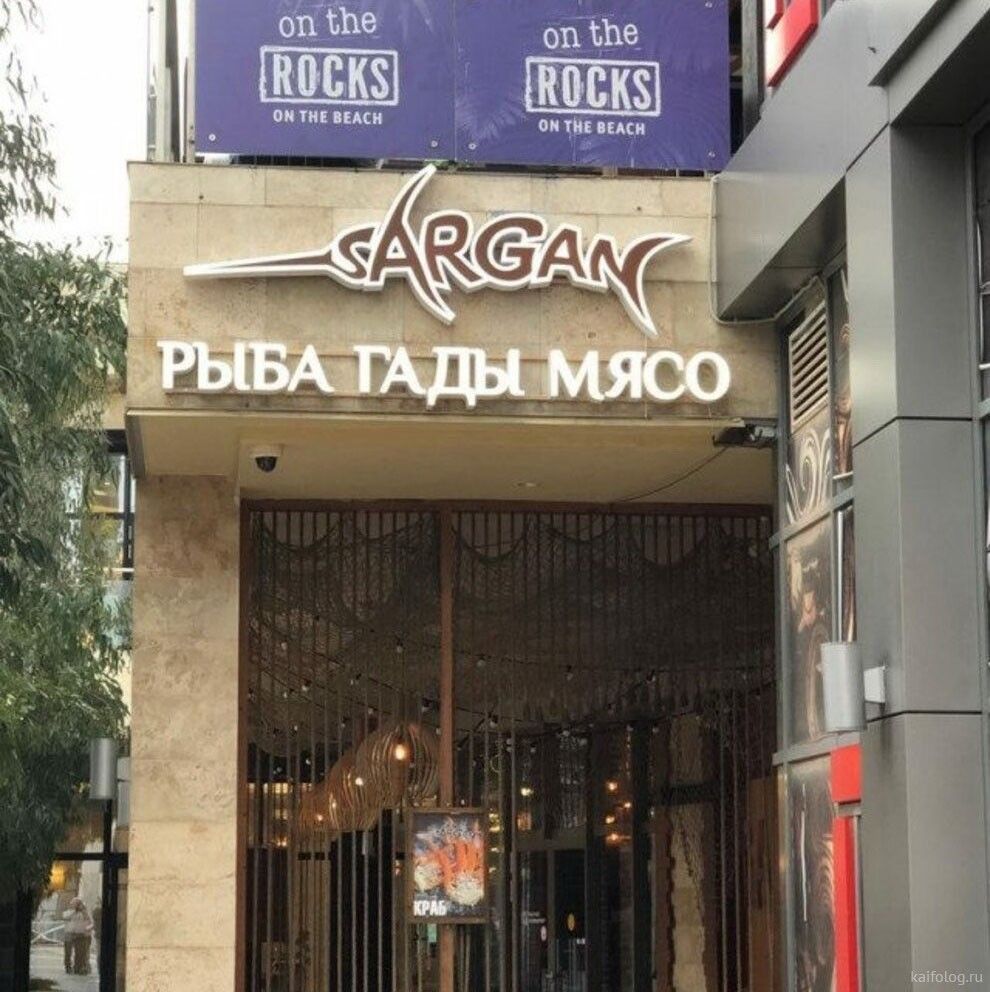 on the
ROCKS
ON THE BEACH
on the
ROCKS
ON THE BEACH
SARGAN
РЫБА ГАДЫ МЯСО
КРАБ
kaifolog.ru